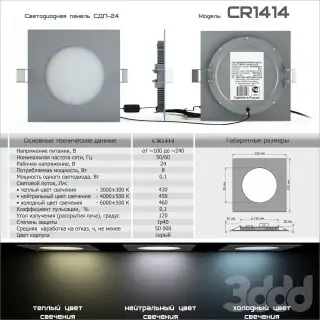 Светодиодная панель СДП-24
Модель: CR1414
Основные технические данные CR1414 Габаритные размеры
Напряжение питания, В от ~100 до ~240
Номинальная частота сети, Гц 50/60
Рабочее напряжение, В 24
Потребляемая мощность, Вт 8
Мощность одного светодиода, Вт 0,1
Световой поток, Лм:
• теплый цвет свечения - 3000±300 K 430
• нейтральный цвет свечения - 4000±500 K 450
• холодный цвет свечения - 6000±500 K 460
Коэффициент пульсации, % 0,1
Угол излучения (раскрытия луча), градус 120
Степень защиты Ip40
Средняя наработка на отказ, ч, не менее 50 000
Цвет корпуса серый
теплый цвет свечения
нейтральный цвет свечения
холодный цвет свечения
3ddd